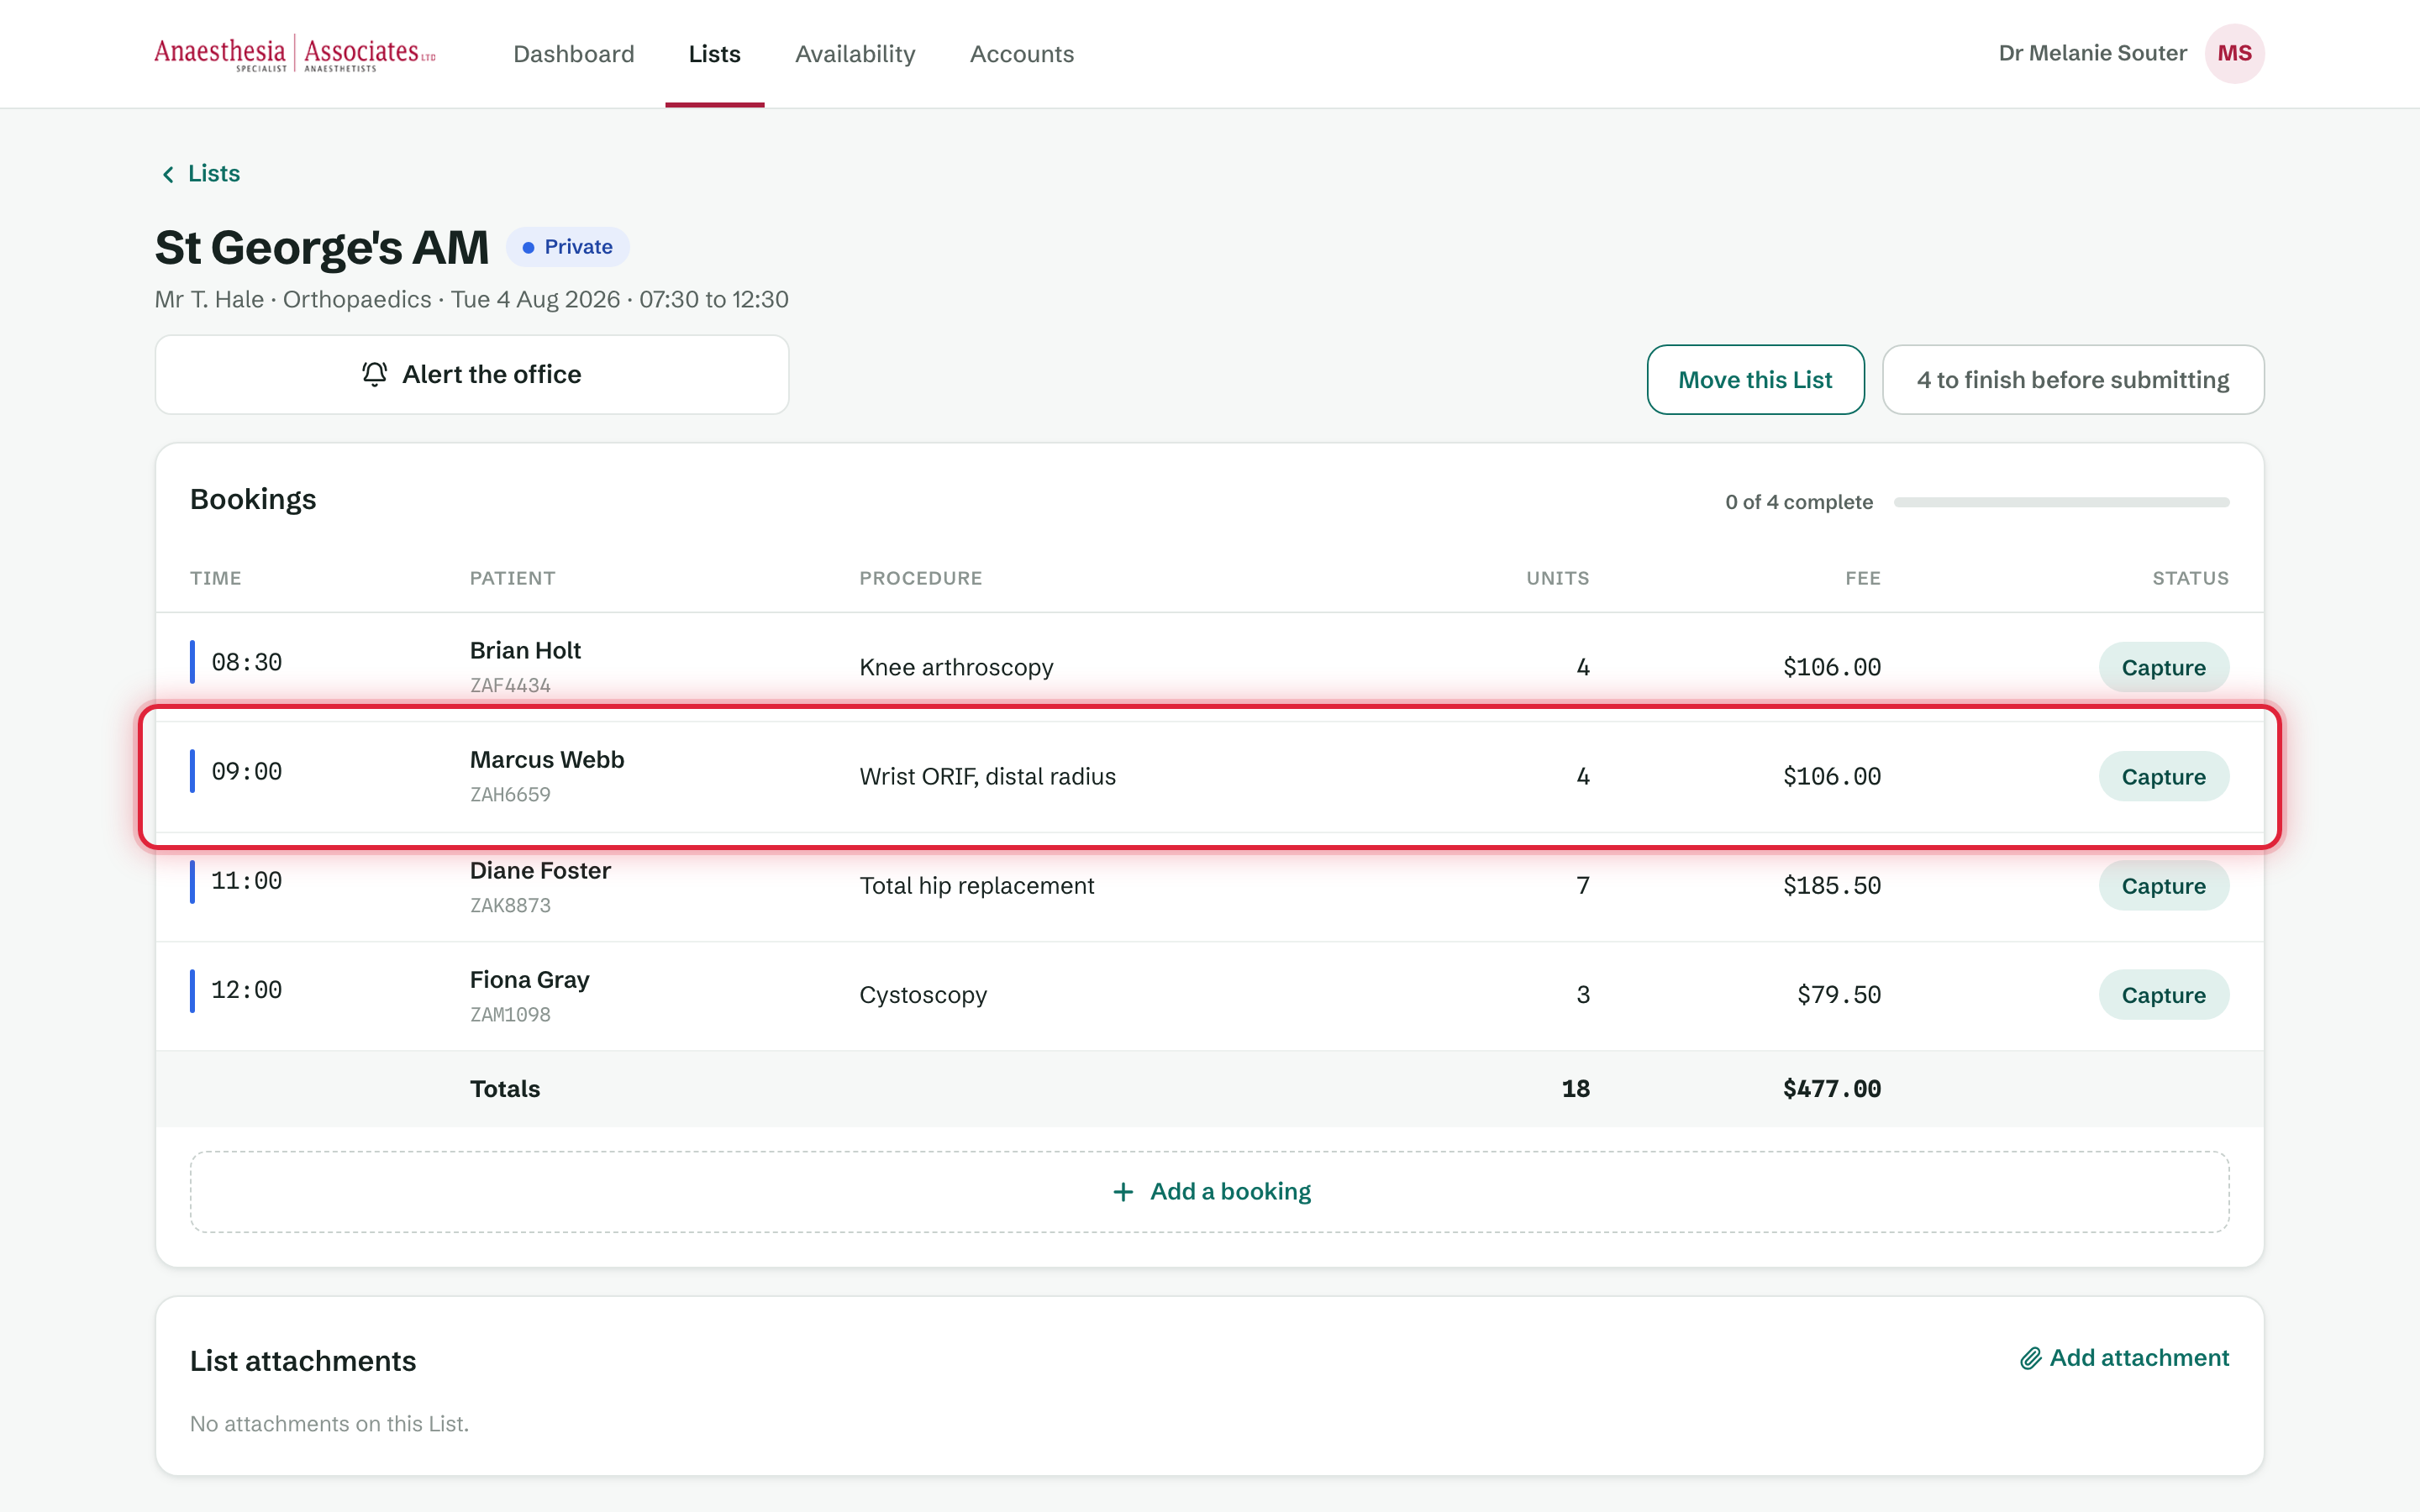 Anaesthesia | Associates LTD
SPECIALIST ANAESTHETISTS
Dashboard Lists Availability Accounts
Dr Melanie Souter MS
Lists
St George's AM Private
Mr T. Hale · Orthopaedics · Tue 4 Aug 2026 · 07:30 to 12:30
Alert the office Move this List 4 to finish before submitting
Bookings 0 of 4 complete
TIME PATIENT PROCEDURE UNITS FEE STATUS
08:30 Brian Holt Knee arthroscopy 4 $106.00 Capture
ZAF4434
09:00 Marcus Webb Wrist ORIF, distal radius 4 $106.00 Capture
ZAH6659
11:00 Diane Foster Total hip replacement 7 $185.50 Capture
ZAK8873
12:00 Fiona Gray Cystoscopy 3 $79.50 Capture
ZAM1098
Totals 18 $477.00
+ Add a booking
List attachments Add attachment
No attachments on this List.